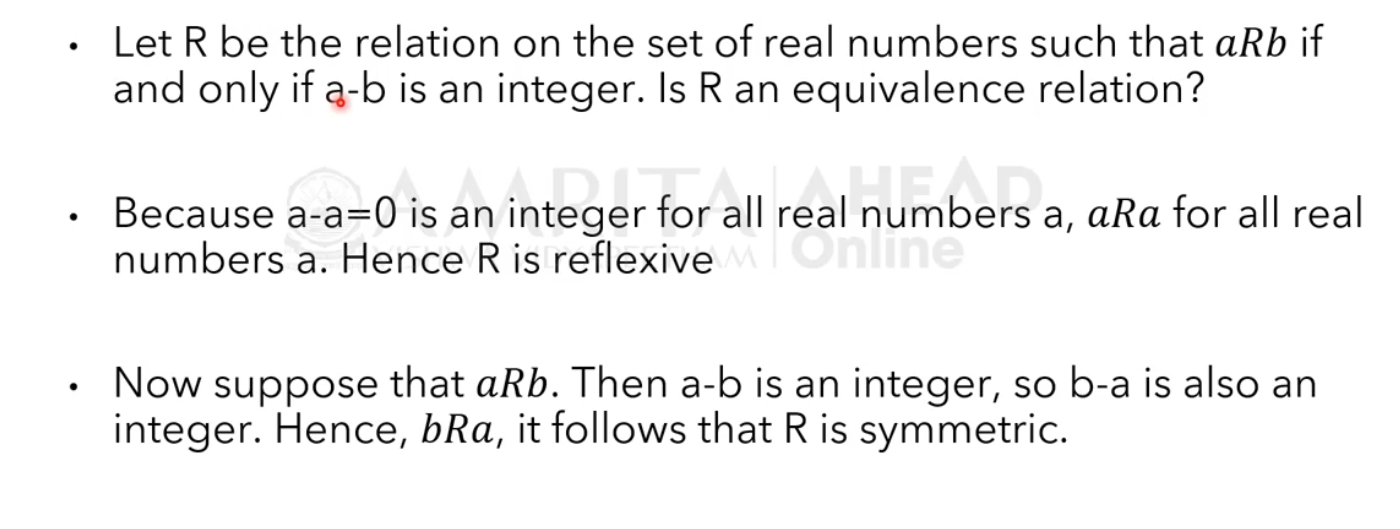 • Let R be the relation on the set of real numbers such that aRb if
and only if a-b is an integer. Is R an equivalence relation?
AMRITA AHEAD
• Because a-a=0 is an integer for all real numbers a, aRa for all real
Online
numbers a. Hence R is reflexive
• Now suppose that aRb. Then a-b is an integer, so b-a is also an
integer. Hence, bRa, it follows that R is symmetric.